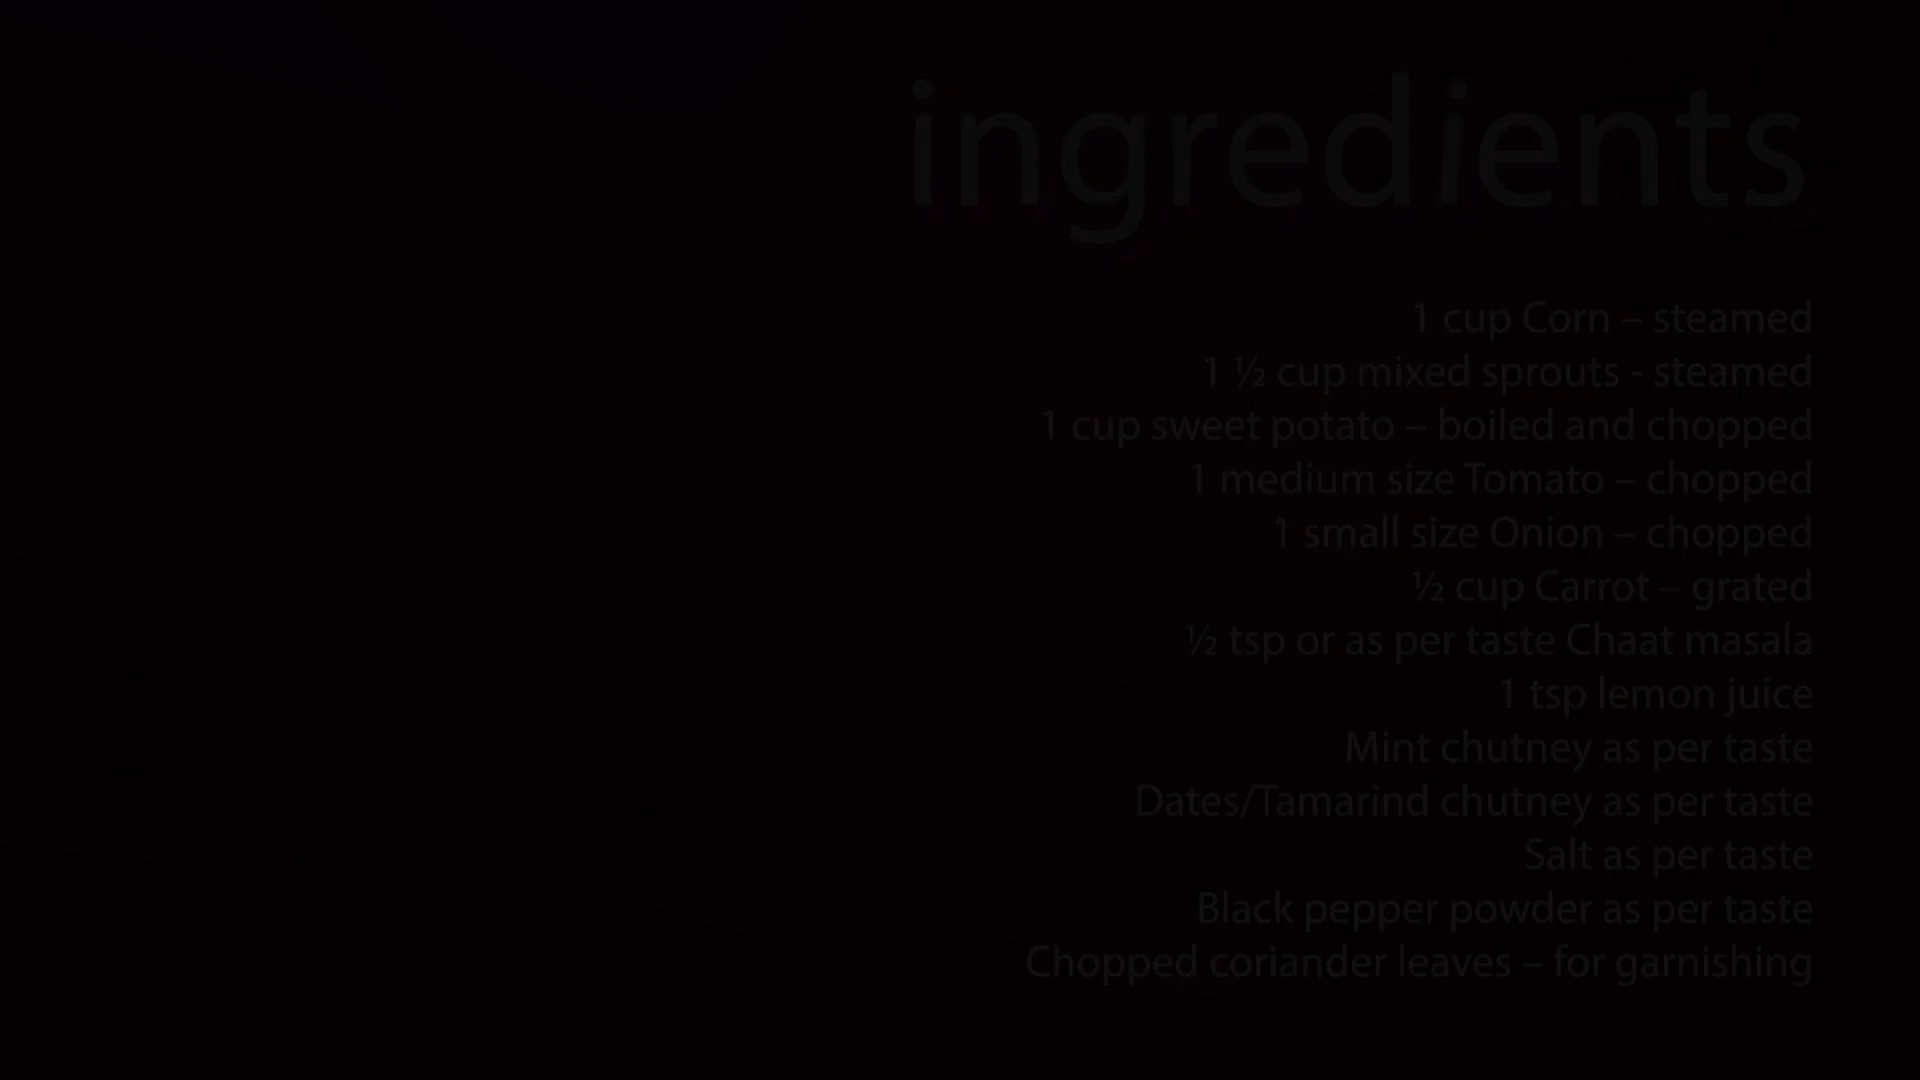 ingredients
1 cup Corn – steamed
1 ½ cup mixed sprouts - steamed
1 cup sweet potato – boiled and chopped
1 medium size Tomato – chopped
1 small size Onion – chopped
½ cup Carrot – grated
½ tsp or as per taste Chaat masala
1 tsp lemon juice
Mint chutney as per taste
Dates/Tamarind chutney as per taste
Salt as per taste
Black pepper powder as per taste
Chopped coriander leaves – for garnishing